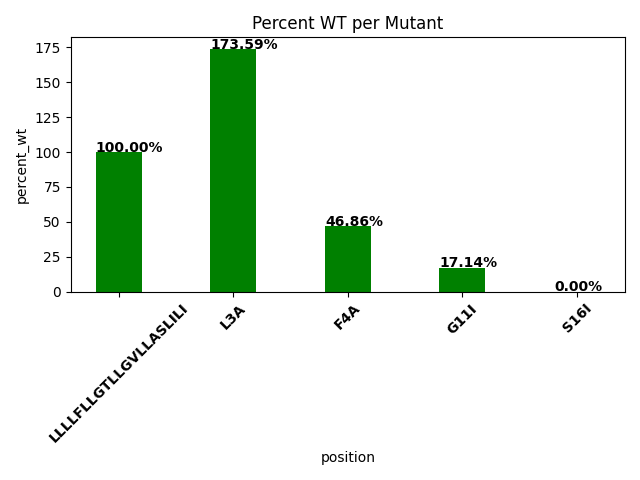 Percent WT per Mutant
percent_wt
175
150
125
100
75
50
25
0
100.00%
173.59%
46.86%
17.14%
0.00%
LLLLFLLGTLLGVLLASLILI
L3A
F4A
G11I
S16I
position